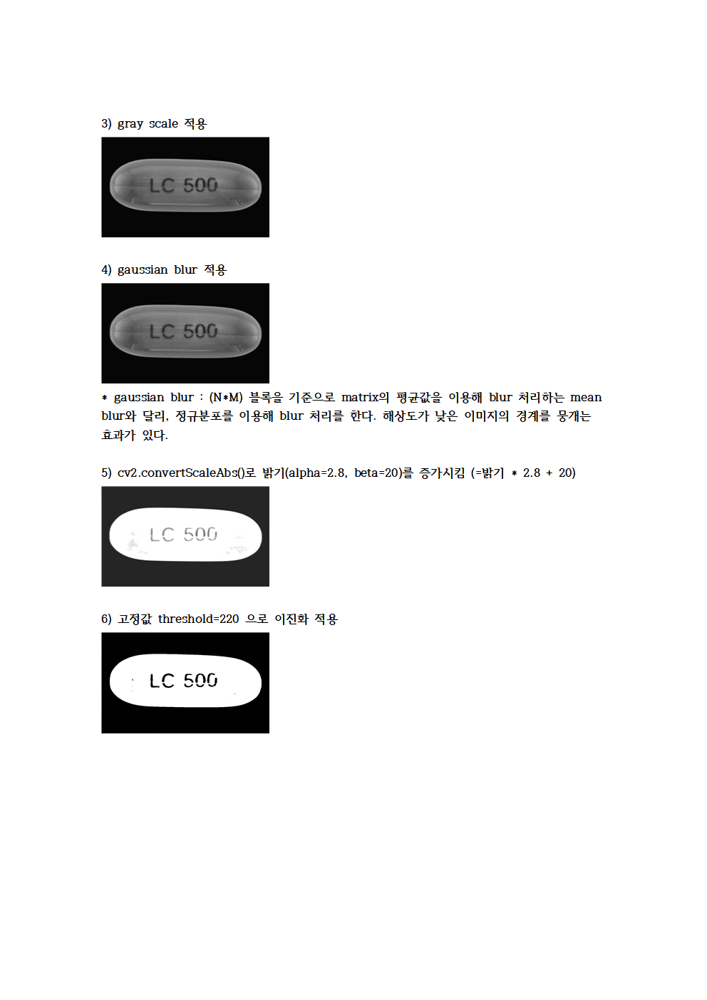 3) gray scale 적용
LC 500
4) gaussian blur 적용
LC 500
* gaussian blur : (N*M) 블록을 기준으로 matrix의 평균값을 이용해 blur 처리하는 mean
blur와 달리, 정규분포를 이용해 blur 처리를 한다. 해상도가 낮은 이미지의 경계를 뭉개는
효과가 있다.
5) cv2.convertScaleAbs()로 밝기(alpha=2.8, beta=20)를 증가시킴 (=밝기 * 2.8 + 20)
LC 500
6) 고정값 threshold=220 으로 이진화 적용
LC 500